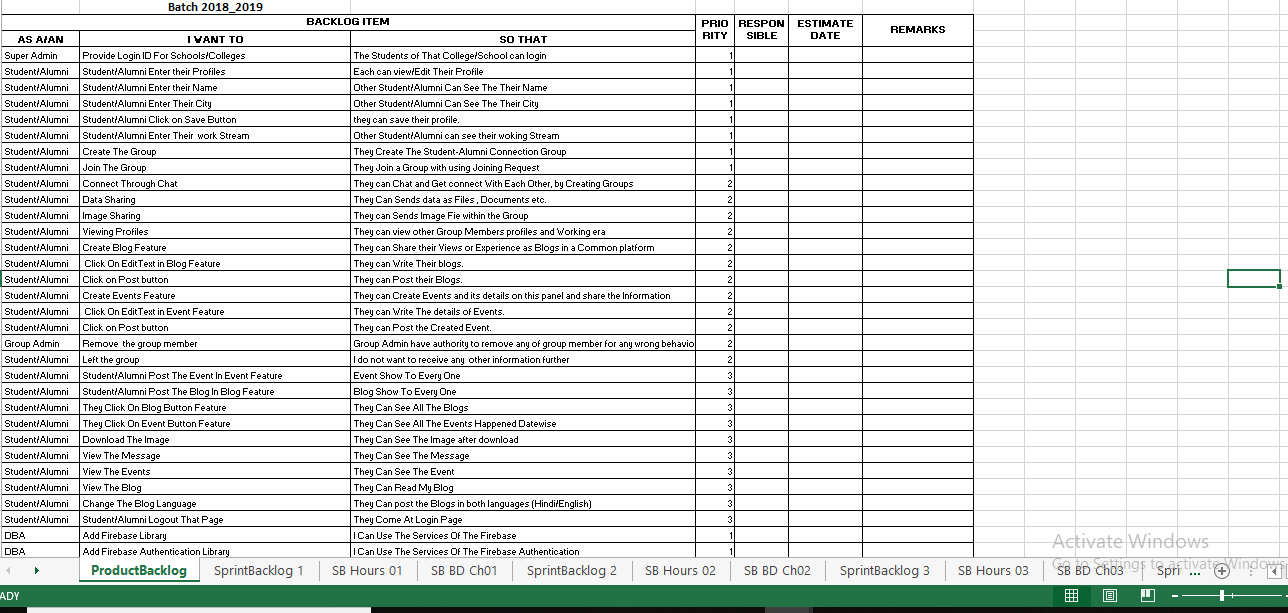 Batch 2018_2019
BACKLOG ITEM PRIO RITY RESPON SIBLE ESTIMATE DATE REMARKS
AS A/AN I WANT TO SO THAT
Super Admin Provide Login ID For Schools/Colleges The Students of That College/School can login 1
Student/Alumni Student/Alumni Enter their Profiles Each can view/Edit Their Profile 1
Student/Alumni Student/Alumni Enter their Name Other Student/Alumni Can See The Their Name 1
Student/Alumni Student/Alumni Enter Their City Other Student/Alumni Can See The Their City 1
Student/Alumni Student/Alumni Click on Save Button they can save their profile. 1
Student/Alumni Student/Alumni Enter Their work Stream Other Student/Alumni can see their woking Stream 1
Student/Alumni Create The Group They Create The Student-Alumni Connection Group 1
Student/Alumni Join The Group They Join a Group with using Joining Request 1
Student/Alumni Connect Through Chat They can Chat and Get connect With Each Other, by Creating Groups 2
Student/Alumni Data Sharing They Can Sends data as Files , Documents etc. 2
Student/Alumni Image Sharing They can Sends Image Fie within the Group 2
Student/Alumni Viewing Profiles They can view other Group Members profiles and Working era 2
Student/Alumni Create Blog Feature They can Share their Views or Experience as Blogs in a Common platform 2
Student/Alumni Click On EditText in Blog Feature They can Write Their blogs. 2
Student/Alumni Click on Post button They can Post their Blogs. 2
Student/Alumni Create Events Feature They can Create Events and its details on this panel and share the Information 2
Student/Alumni Click On EditText in Event Feature They can Write The details of Events. 2
Student/Alumni Click on Post button They can Post the Created Event. 2
Group Admin Remove the group member Group Admin have authority to remove any of group member for any wrong behavio 2
Student/Alumni Left the group I do not want to receive any other information further 2
Student/Alumni Student/Alumni Post The Event In Event Feature Event Show To Every One 3
Student/Alumni Student/Alumni Post The Blog In Blog Feature Blog Show To Every One 3
Student/Alumni They Click On Blog Button Feature They Can See All The Blogs 3
Student/Alumni They Click On Event Button Feature They Can See All The Events Happened Datewise 3
Student/Alumni Download The Image They Can See The Image after download 3
Student/Alumni View The Message They Can See The Message 3
Student/Alumni View The Events They Can See The Event 3
Student/Alumni View The Blog They Can Read My Blog 3
Student/Alumni Change The Blog Language They Can post the Blogs in both languages (Hindi/English) 3
Student/Alumni Student/Alumni Logout That Page They Come At Login Page 3
DBA Add Firebase Library I Can Use The Services Of The Firebase 1
DBA Add Firebase Authentication Library I Can Use The Services Of The Firebase Authentication 1
Activate Windows
Go to Settings to activate Windows.
ProductBacklog SprintBacklog 1 SB Hours 01 SB BD Ch01 SprintBacklog 2 SB Hours 02 SB BD Ch02 SprintBacklog 3 SB Hours 03 SB BD Ch03 Spri ...
ADY